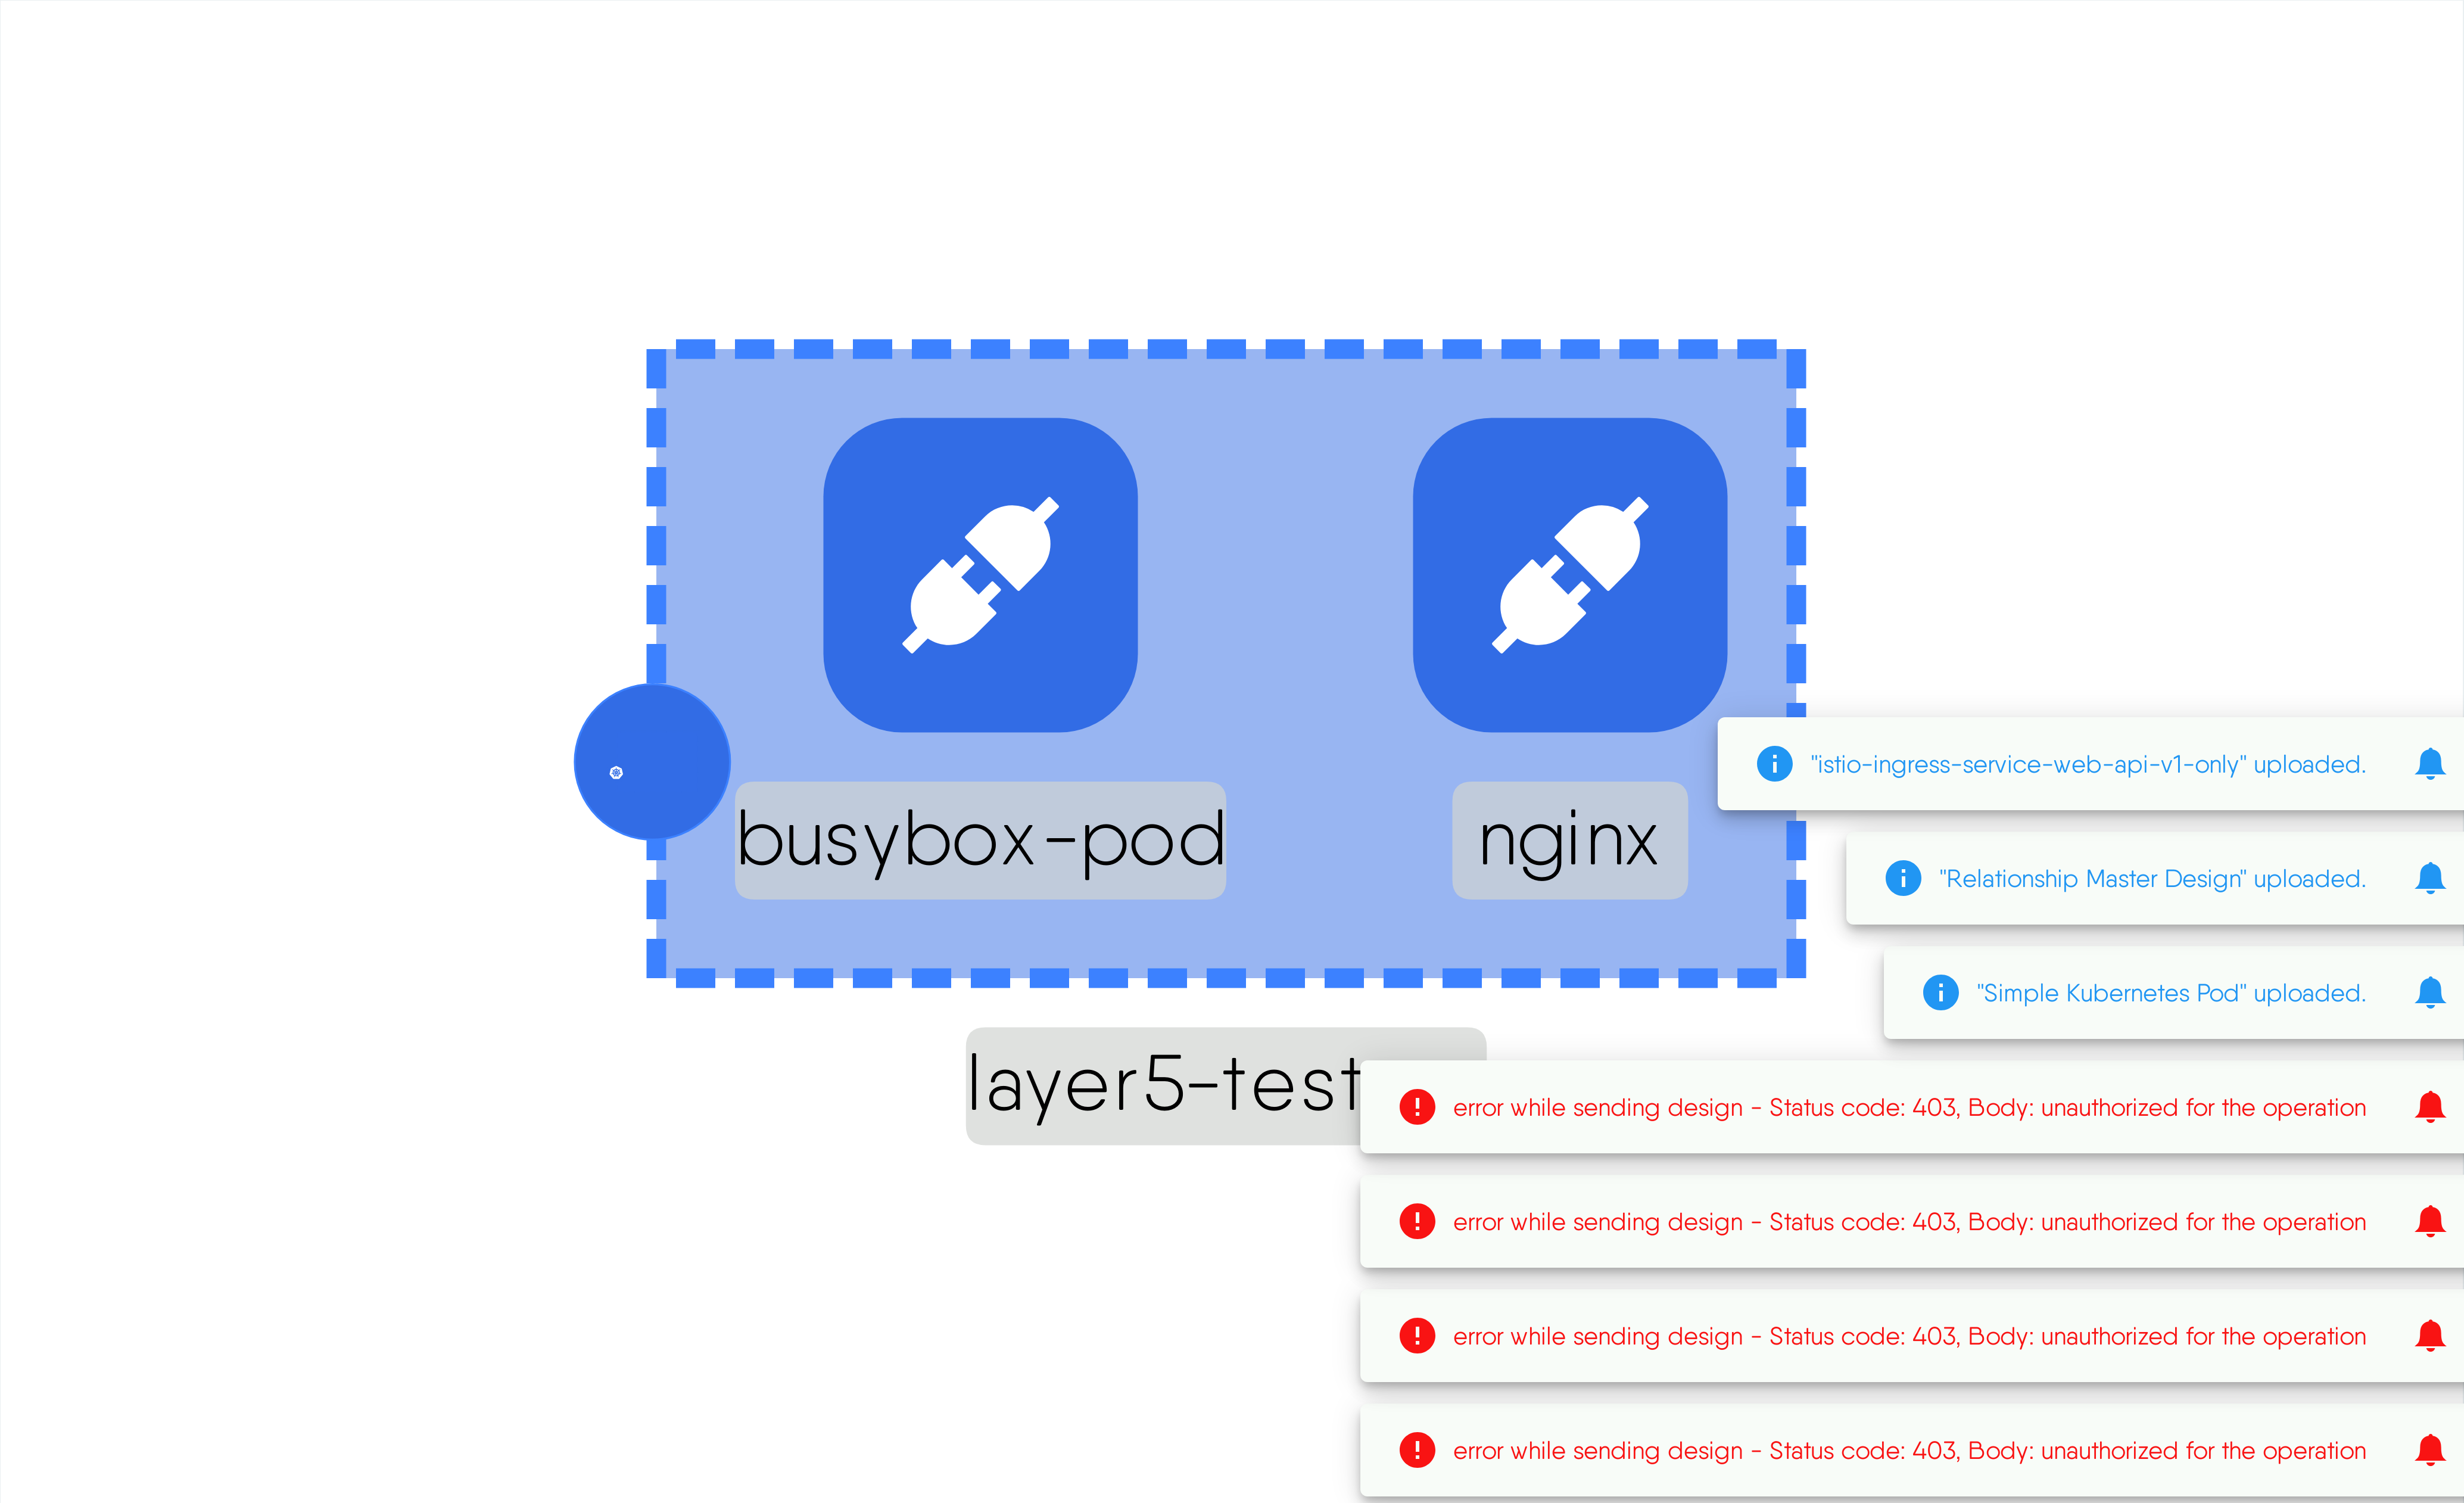 busybox-pod
nginx
"istio-ingress-service-web-api-v1-only" uploaded.
"Relationship Master Design" uploaded.
"Simple Kubernetes Pod" uploaded.
layer5-test
error while sending design - Status code: 403, Body: unauthorized for the operation
error while sending design - Status code: 403, Body: unauthorized for the operation
error while sending design - Status code: 403, Body: unauthorized for the operation
error while sending design - Status code: 403, Body: unauthorized for the operation